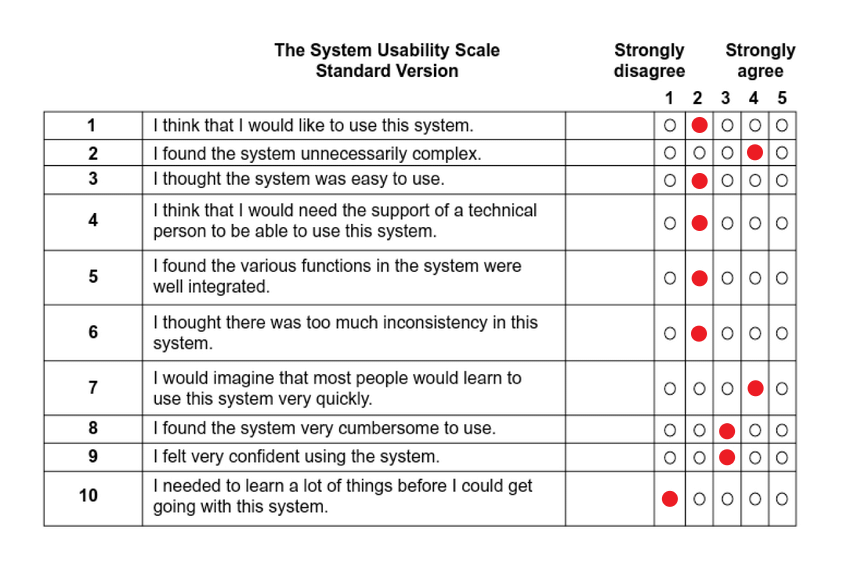 The System Usability Scale
Standard Version
Strongly disagree
Strongly agree
1 2 3 4 5
1 I think that I would like to use this system.
2 I found the system unnecessarily complex.
3 I thought the system was easy to use.
4 I think that I would need the support of a technical
person to be able to use this system.
5 I found the various functions in the system were
well integrated.
6 I thought there was too much inconsistency in this
system.
7 I would imagine that most people would learn to
use this system very quickly.
8 I found the system very cumbersome to use.
9 I felt very confident using the system.
10 I needed to learn a lot of things before I could get
going with this system.